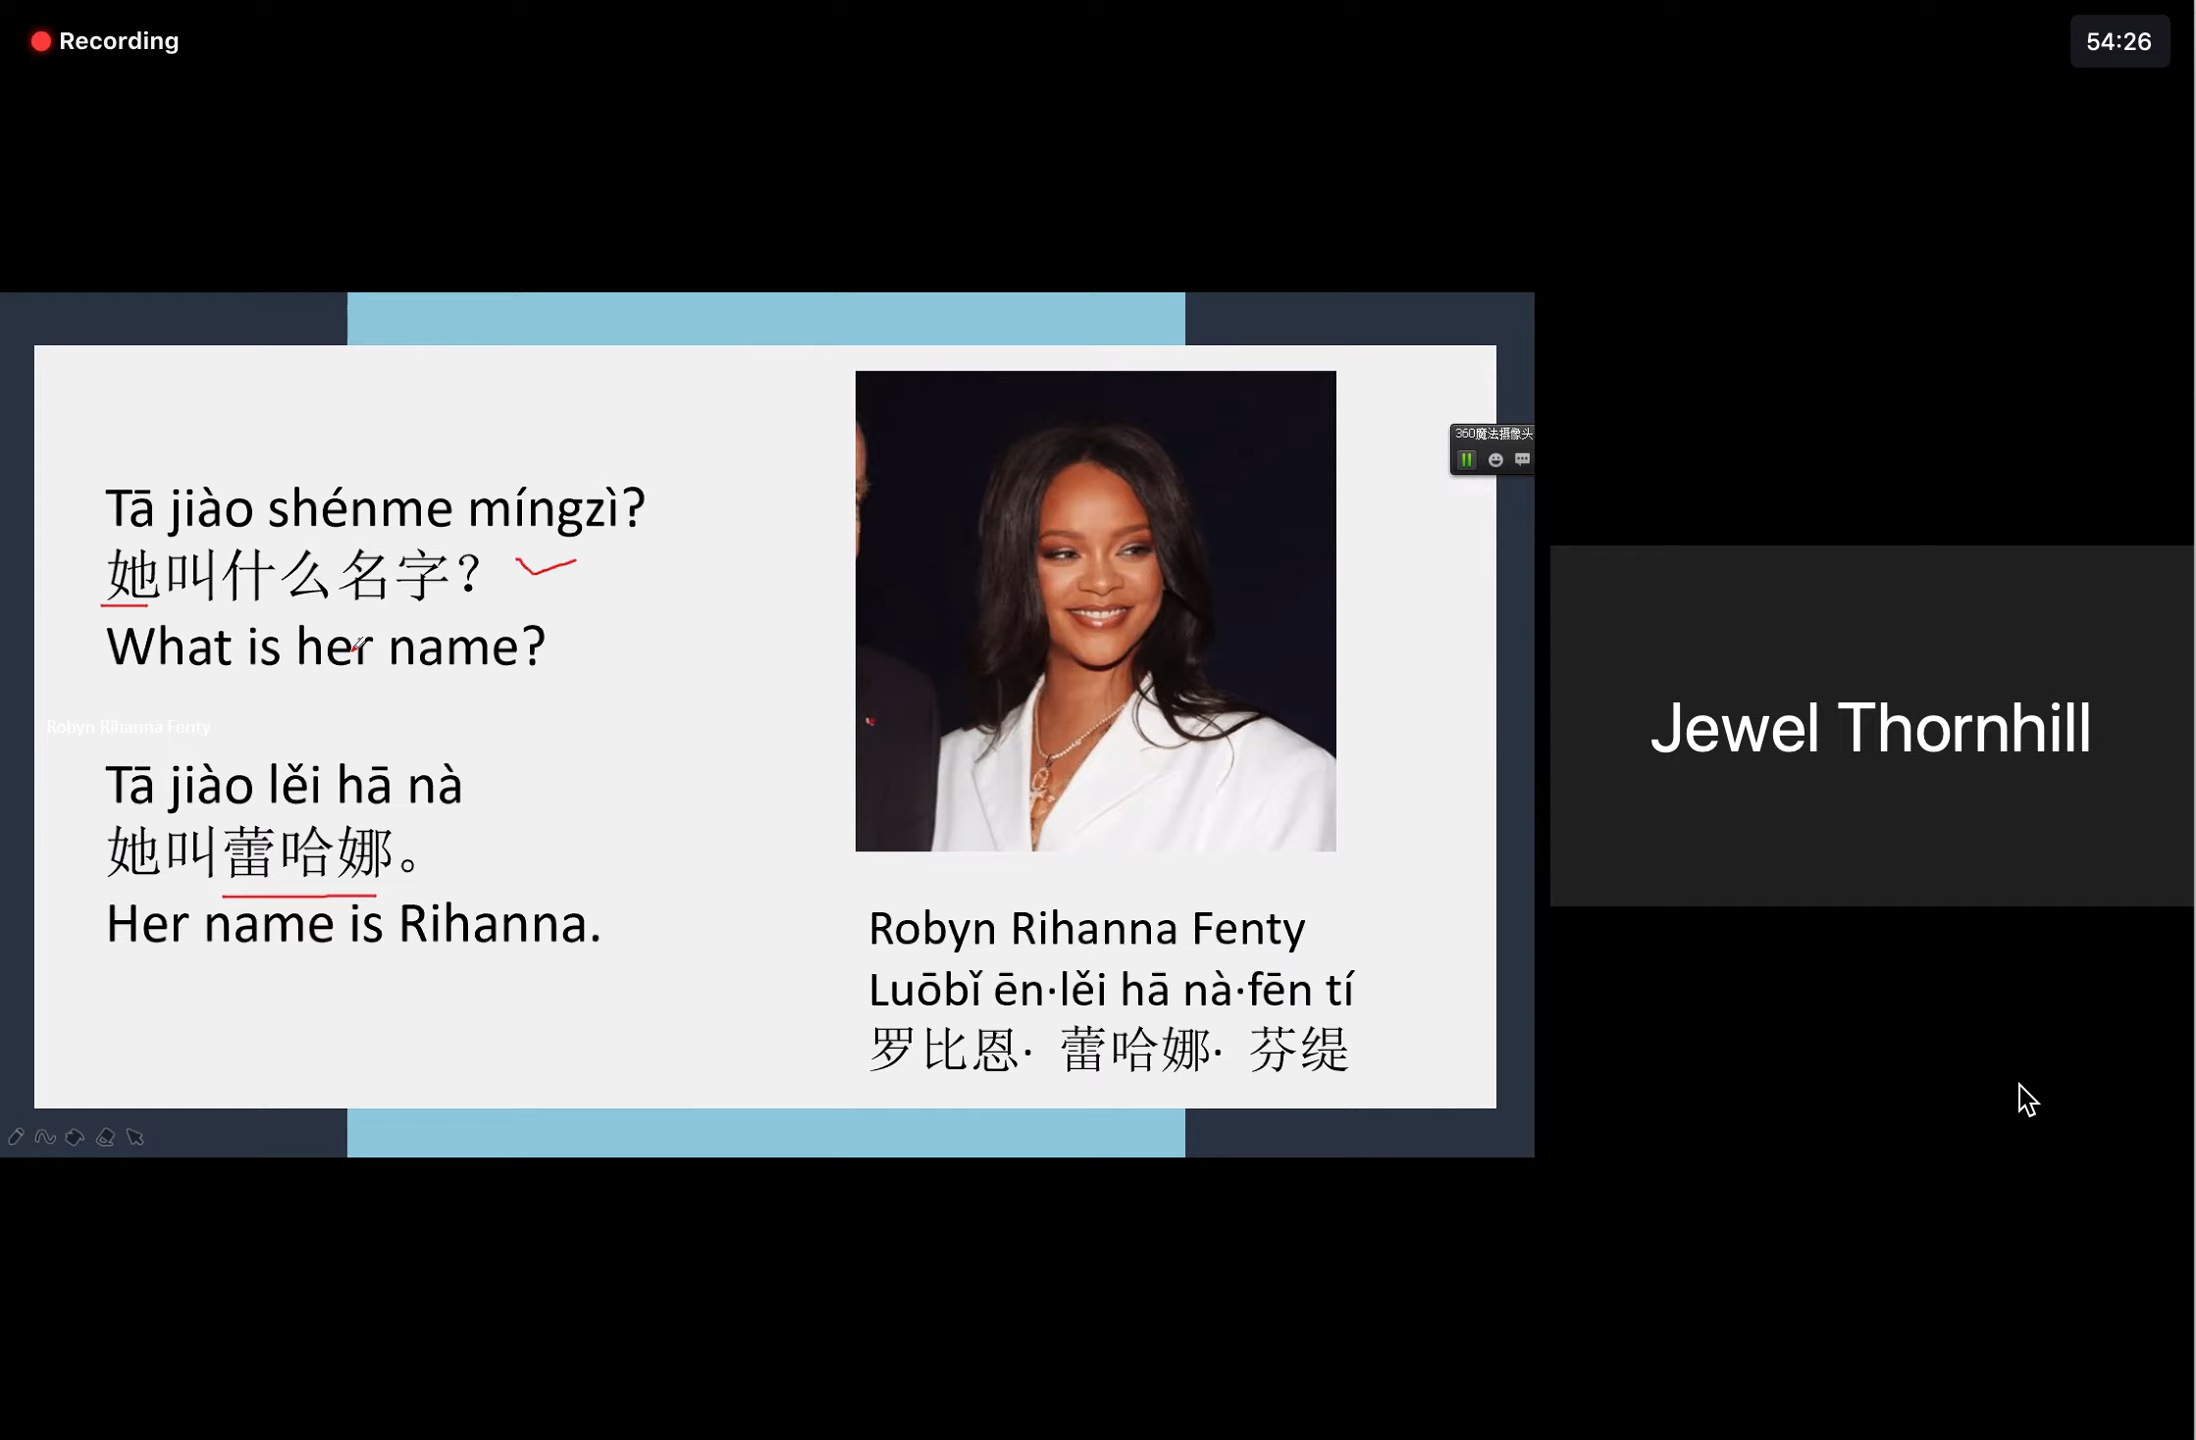 Recording
54:26
360魔法摄像头
Tā jiào shénme míngzì?
她叫什么名字？
What is her name?
Robyn Rihanna Fenty
Tā jiào lěi hā nà
她叫蕾哈娜。
Her name is Rihanna.
Robyn Rihanna Fenty
Luōbǐ ēn·lěi hā nà·fēn tí
罗比恩· 蕾哈娜· 芬缇
Jewel Thornhill